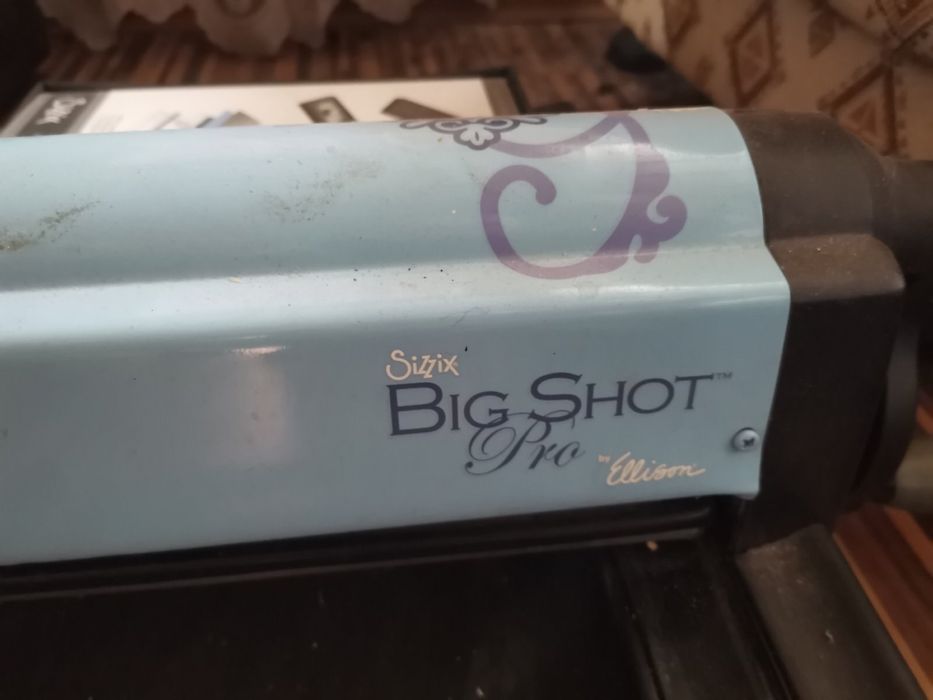 Sizzix
BIG SHOT™
Pro
by Ellison